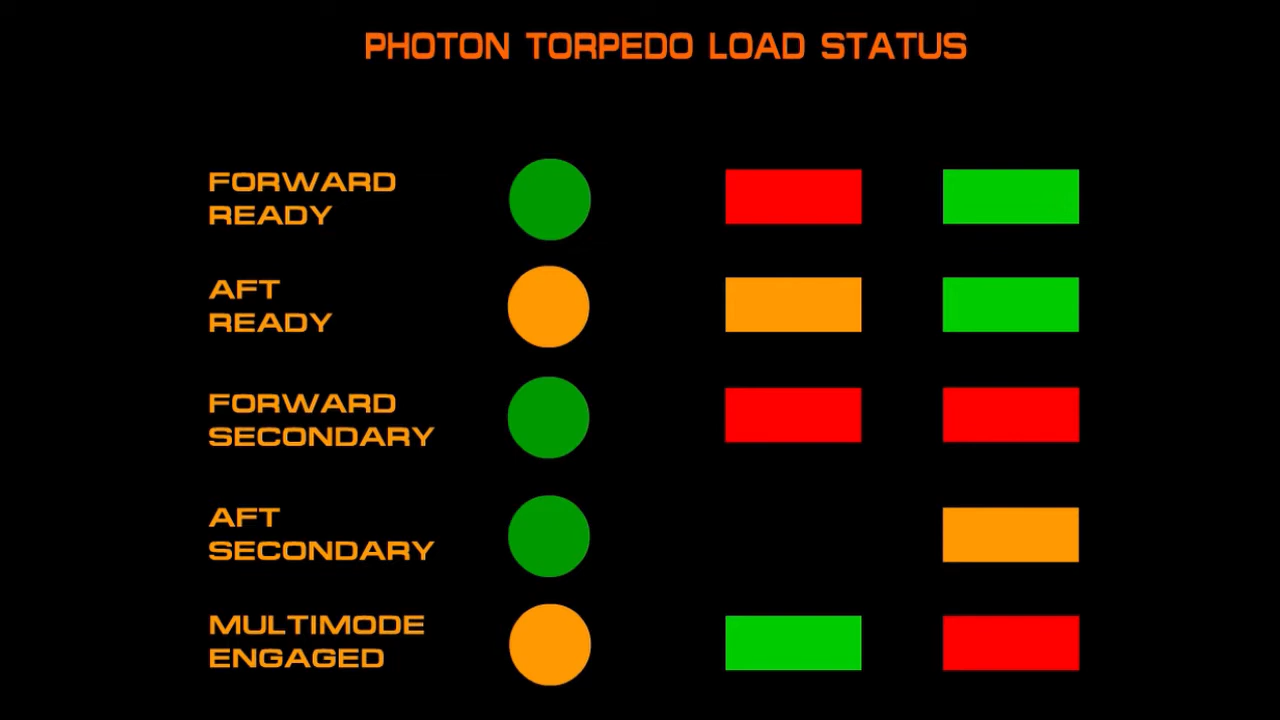 PHOTON TORPEDO LOAD STATUS
FORWARD
READY
AFT
READY
FORWARD
SECONDARY
AFT
SECONDARY
MULTIMODE
ENGAGED